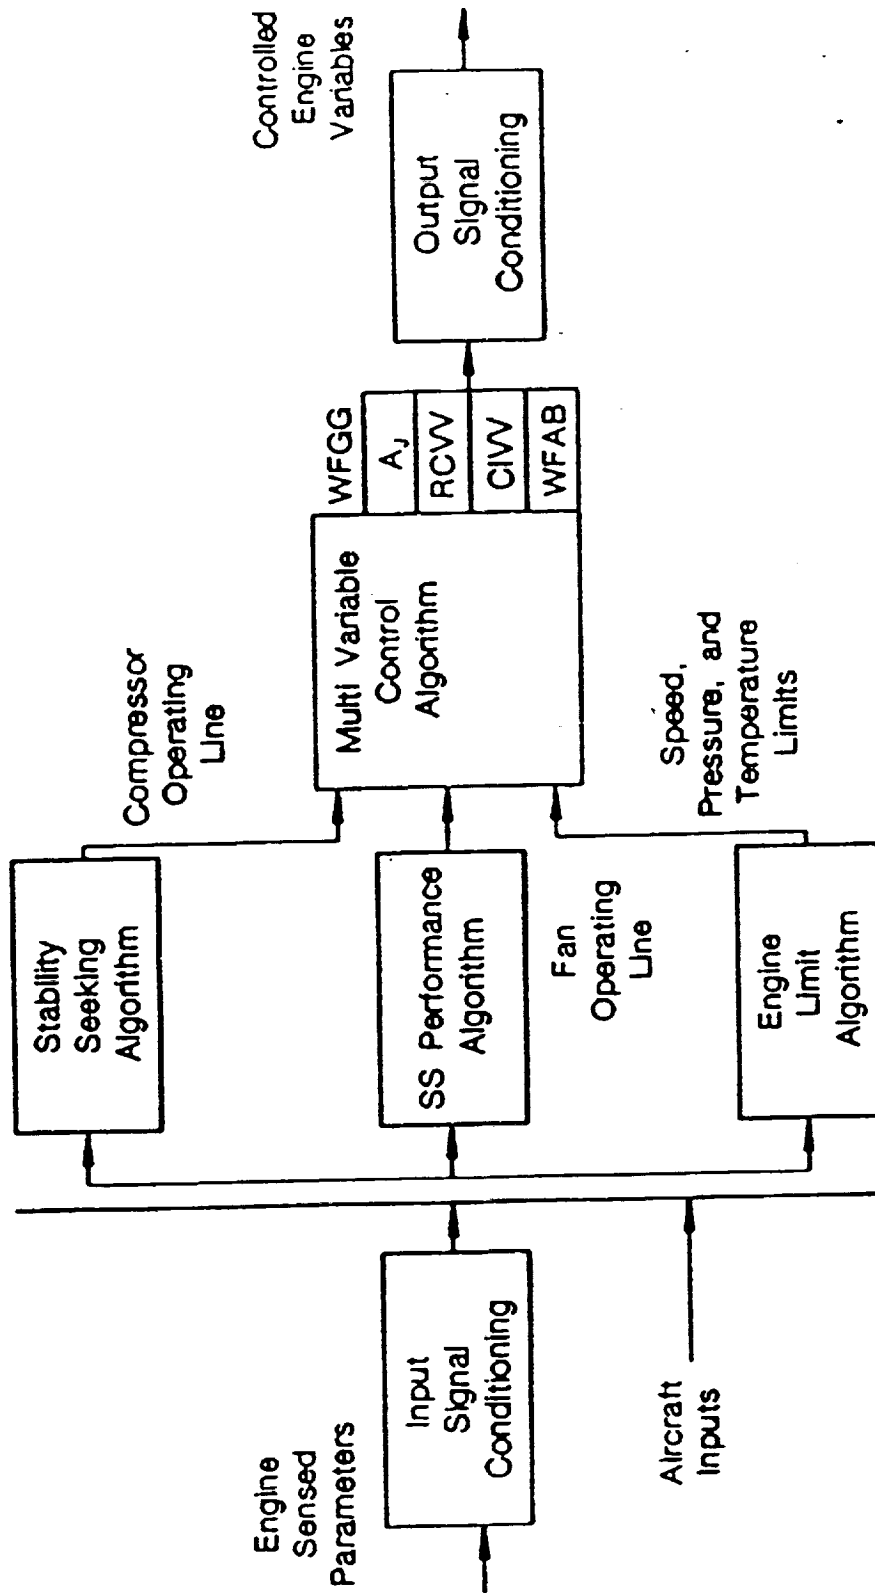 Engine
Sensed
Parameters
Input
Signal
Conditioning
Aircraft
Inputs
Stability
Seeking
Algorithm
Compressor
Operating
Line
SS Performance
Algorithm
Fan
Operating
Line
Engine
Limit
Algorithm
Speed,
Pressure, and
Temperature
Limits
Multi Variable
Control
Algorithm
WFGG
AJ
RCVV
CIVV
WFAB
Output
Signal
Conditioning
Controlled
Engine
Variables